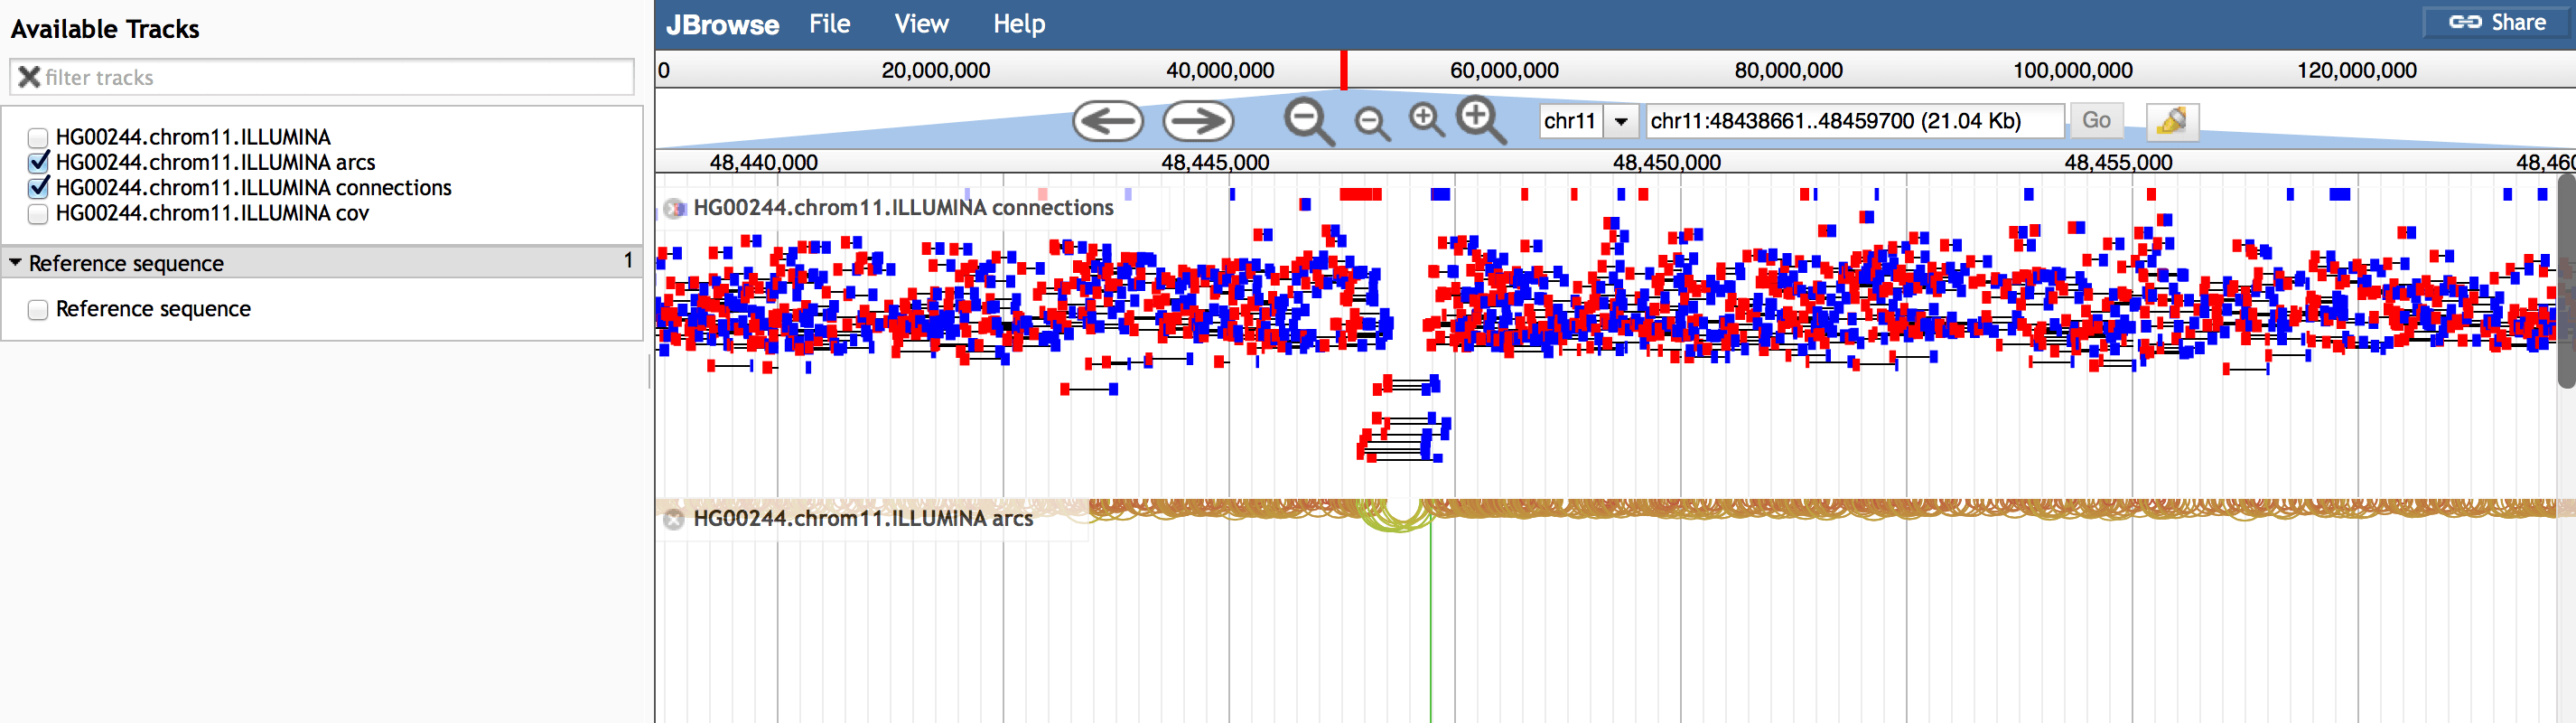 Available Tracks
filter tracks
HG00244.chrom11.ILLUMINA
HG00244.chrom11.ILLUMINA arcs
HG00244.chrom11.ILLUMINA connections
HG00244.chrom11.ILLUMINA cov
Reference sequence 1
Reference sequence
JBrowse File View Help Share
0 20,000,000 40,000,000 60,000,000 80,000,000 100,000,000 120,000,000
chr11 chr11:48438661..48459700 (21.04 Kb) Go
48,440,000 48,445,000 48,450,000 48,455,000 48,460
HG00244.chrom11.ILLUMINA connections
HG00244.chrom11.ILLUMINA arcs